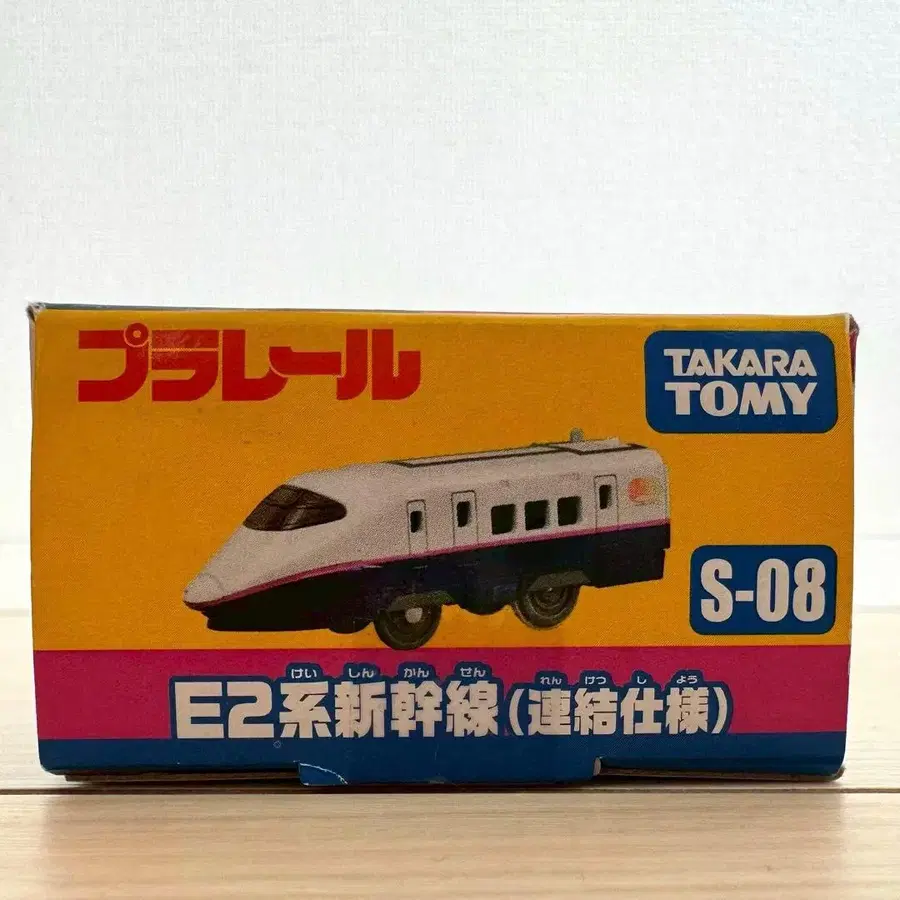 プラレール
TAKARA
TOMY
S-08
けい しん かん せん れん けつ し よう
E2系新幹線(連結仕様)